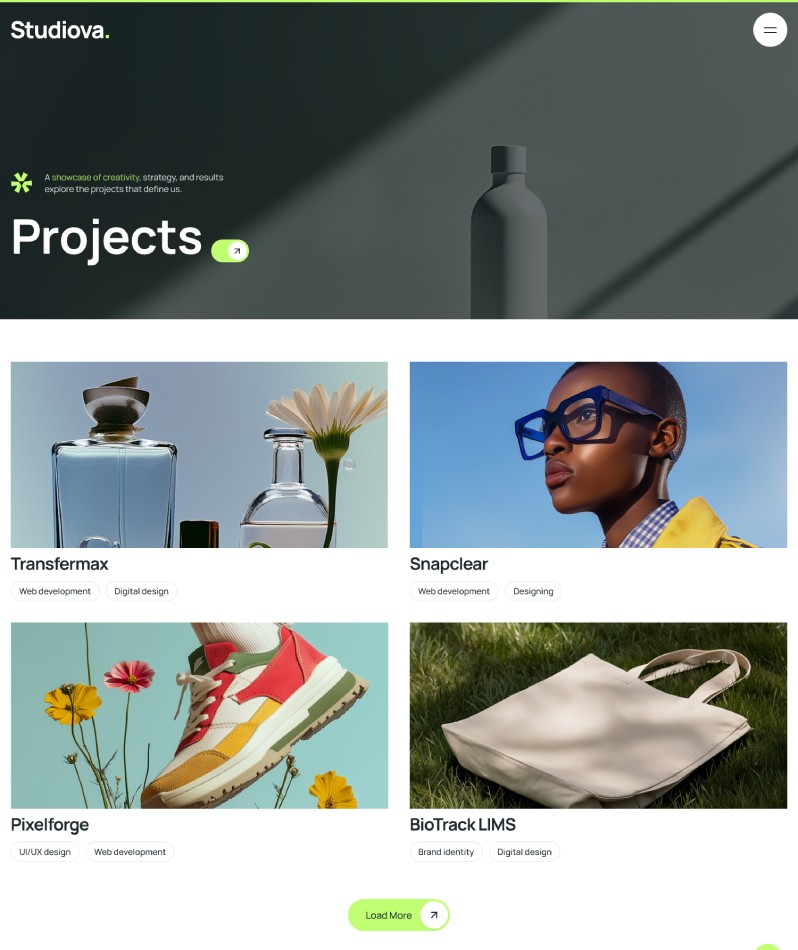 Studiova.
A showcase of creativity, strategy, and results
explore the projects that define us.
Projects
Transfermax
Web development
Digital design
Snapclear
Web development
Designing
Pixelforge
UI/UX design
Web development
BioTrack LIMS
Brand identity
Digital design
Load More